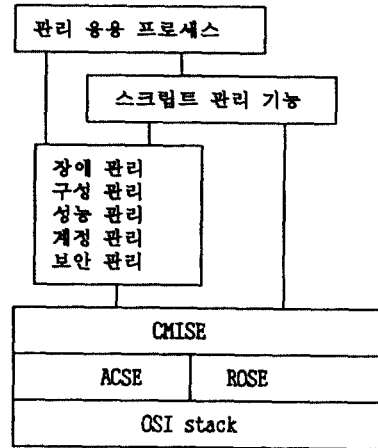 관리 응용 프로세스
스크립트 관리 기능
장애 관리
구성 관리
성능 관리
계정 관리
보안 관리
CMISE
ACSE ROSE
OSI stack